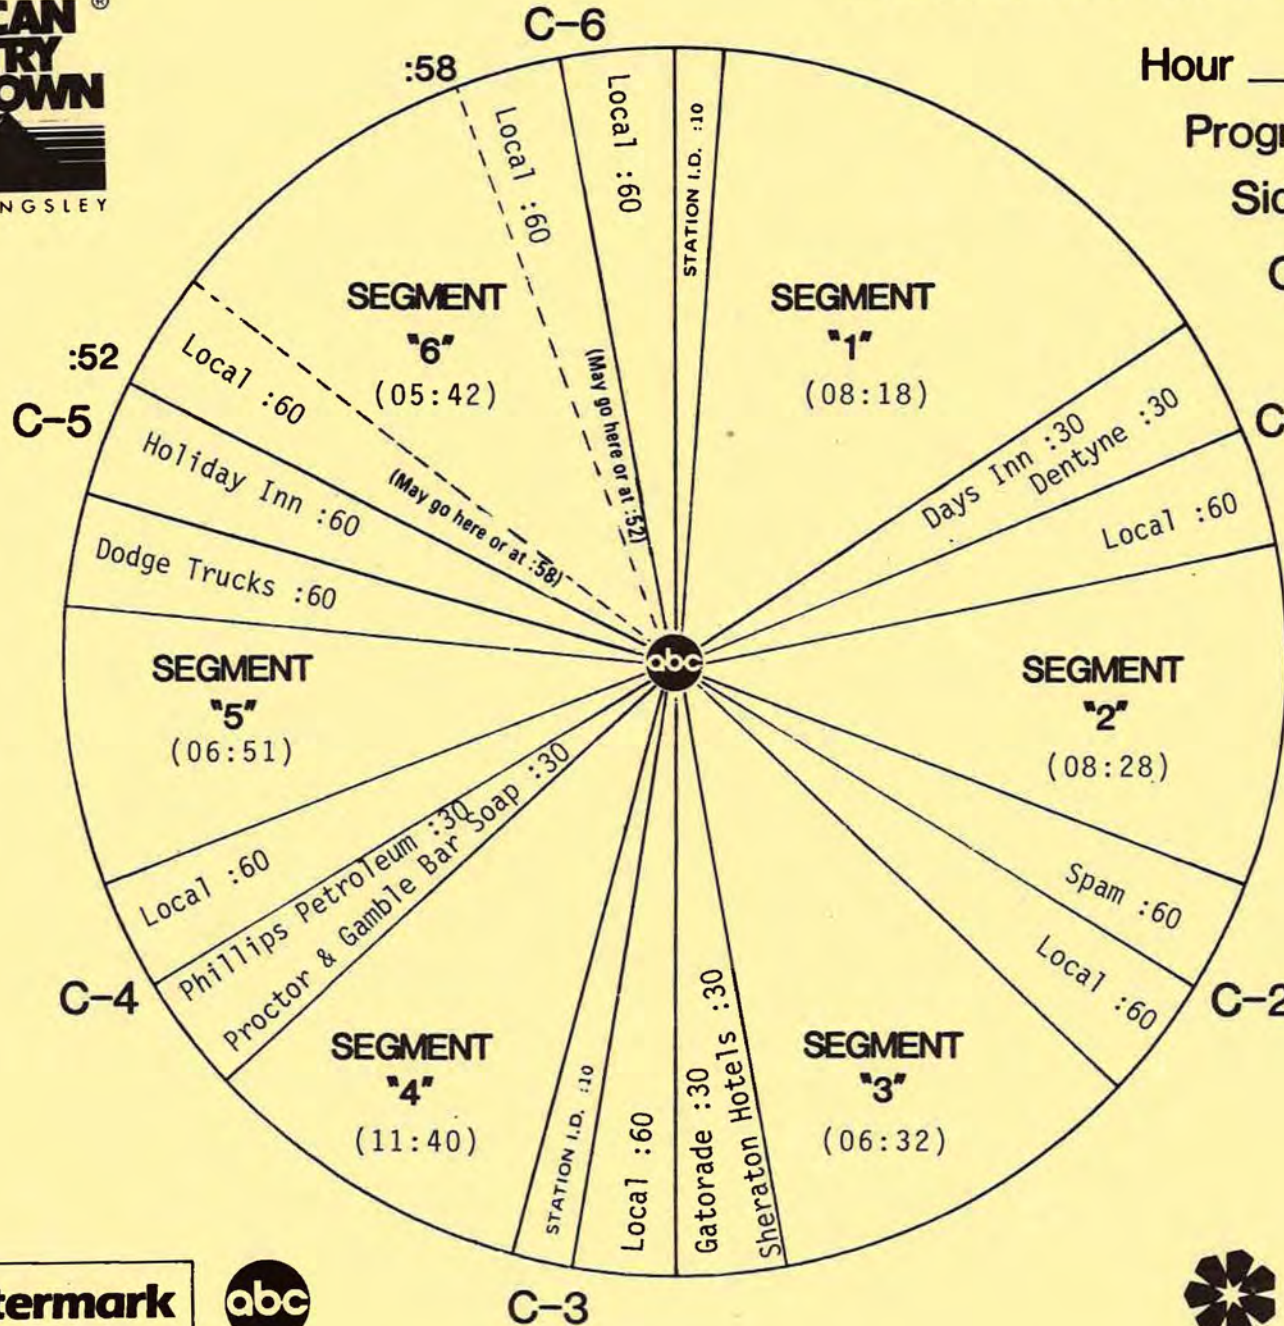 CAN ®
TRY
OWN
NGSLEY
Hour
C-6
:58
Local :60
Local :60
STATION I.D. :10
(May go here or at :52)
SEGMENT
"1"
(08:18)
Days Inn :30
Dentyne :30
Local :60
SEGMENT
"2"
(08:28)
Spam :60
Local :60
C-2
SEGMENT
"3"
(06:32)
Sheraton Hotels :30
Gatorade :30
Local :60
STATION I.D. :10
C-3
SEGMENT
"4"
(11:40)
Proctor & Gamble Bar Soap :30
Phillips Petroleum :30
C-4
Local :60
SEGMENT
"5"
(06:51)
Dodge Trucks :60
Holiday Inn :60
C-5
:52
Local :60
(May go here or at :58)
SEGMENT
"6"
(05:42)
abc
termark
abc